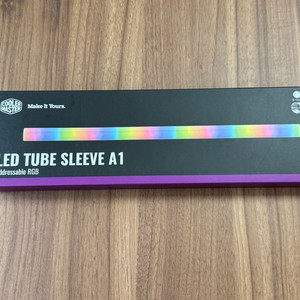 COOLER
MASTER
Make It Yours.
LED TUBE SLEEVE A1
Addressable RGB